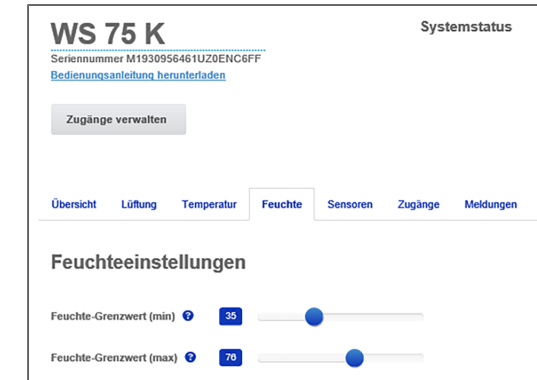 WS 75 K
Systemstatus
Seriennummer M1930956461UZ0ENC6FF
Bedienungsanleitung herunterladen
Zugänge verwalten
Übersicht Lüftung Temperatur Feuchte Sensoren Zugänge Meldungen
Feuchteeinstellungen
Feuchte-Grenzwert (min) ? 35
Feuchte-Grenzwert (max) ? 76